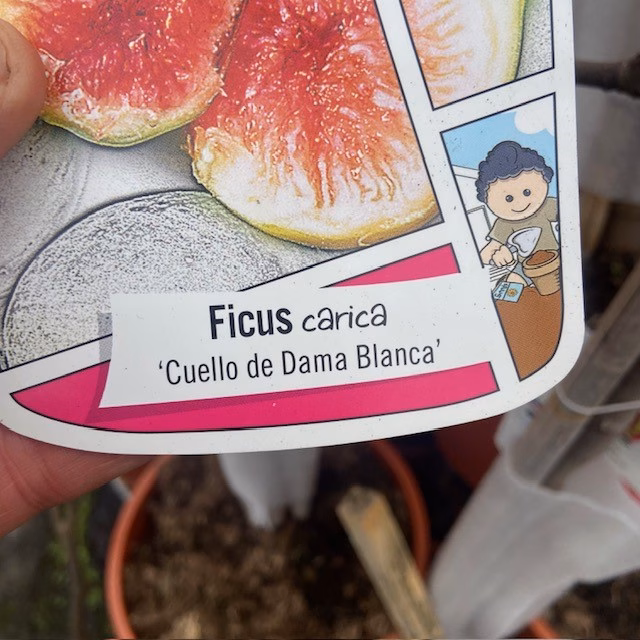 Ficus carica
‘Cuello de Dama Blanca’